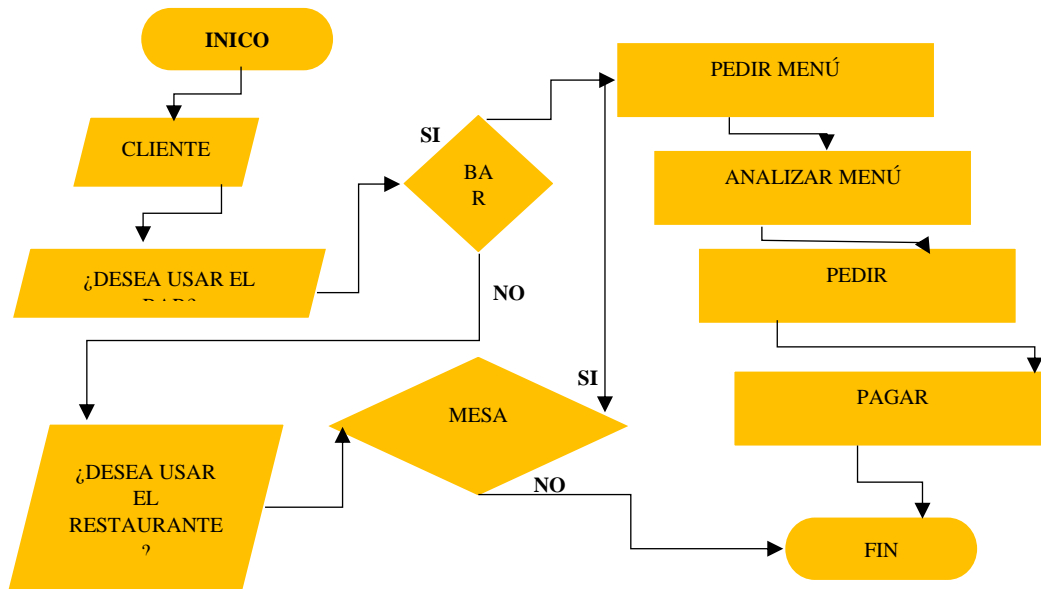 INICO
CLIENTE
¿DESEA USAR EL
SI
BA
R
NO
¿DESEA USAR
EL
RESTAURANTE
?
MESA
SI
NO
PEDIR MENÚ
ANALIZAR MENÚ
PEDIR
PAGAR
FIN